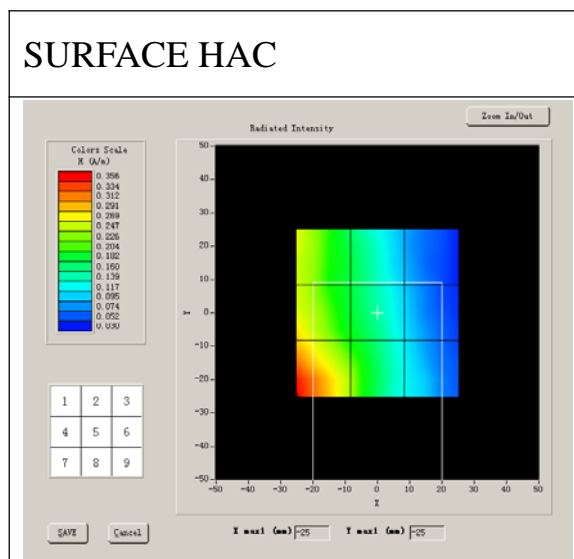 SURFACE HAC
Zoom In/Out
Radiated Intensity
Colors Scale
H (A/m)
0.356
0.334
0.312
0.291
0.269
0.247
0.226
0.204
0.182
0.160
0.139
0.117
0.095
0.074
0.052
0.030
1 2 3
4 5 6
7 8 9
50
40
30
20
10
0
-10
-20
-30
-40
-50
Y
-50 -40 -30 -20 -10 0 10 20 30 40 50
X
SAVE Cancel
X max1 (mm) -25 Y max1 (mm) -25